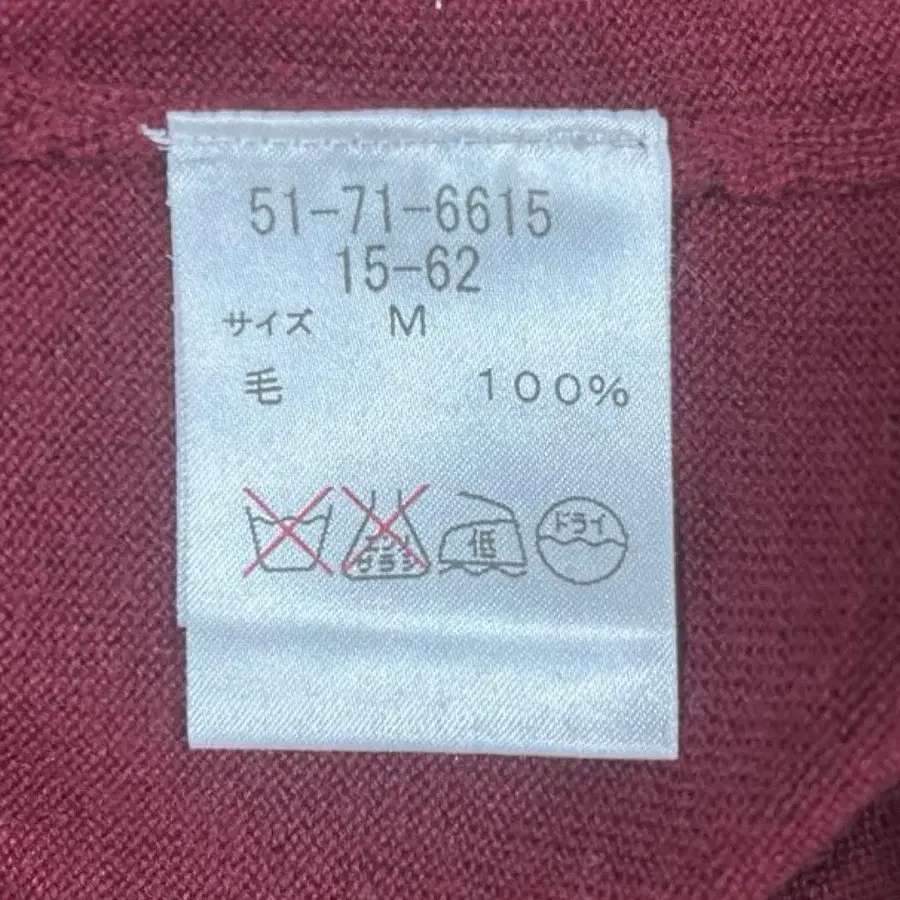 51-71-6615
15-62
サイズ M
毛 100%
エンソ
サラシ
低
ドライ